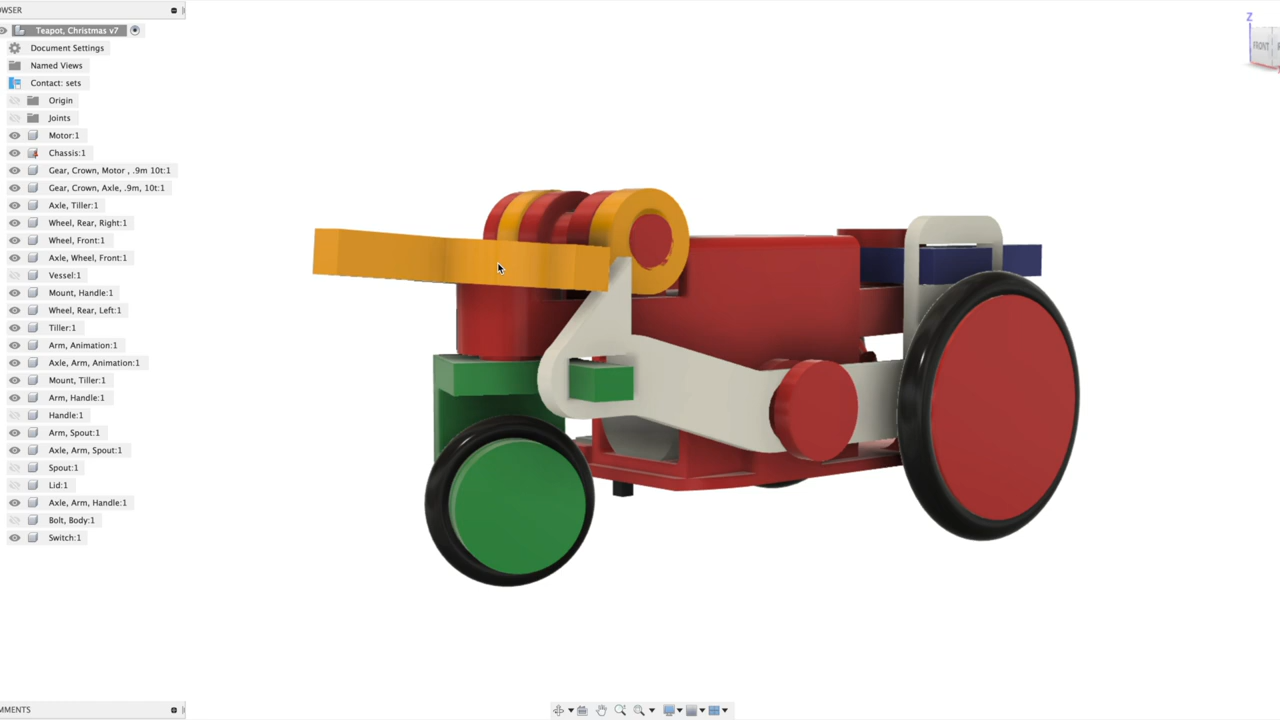 OWSER
Teapot, Christmas v7
Document Settings
Named Views
Contact: sets
Origin
Joints
Motor:1
Chassis:1
Gear, Crown, Motor , .9m 10t:1
Gear, Crown, Axle, .9m, 10t:1
Axle, Tiller:1
Wheel, Rear, Right:1
Wheel, Front:1
Axle, Wheel, Front:1
Vessel:1
Mount, Handle:1
Wheel, Rear, Left:1
Tiller:1
Arm, Animation:1
Axle, Arm, Animation:1
Mount, Tiller:1
Arm, Handle:1
Handle:1
Arm, Spout:1
Axle, Arm, Spout:1
Spout:1
Lid:1
Axle, Arm, Handle:1
Bolt, Body:1
Switch:1
MMENTS
Z
FRONT